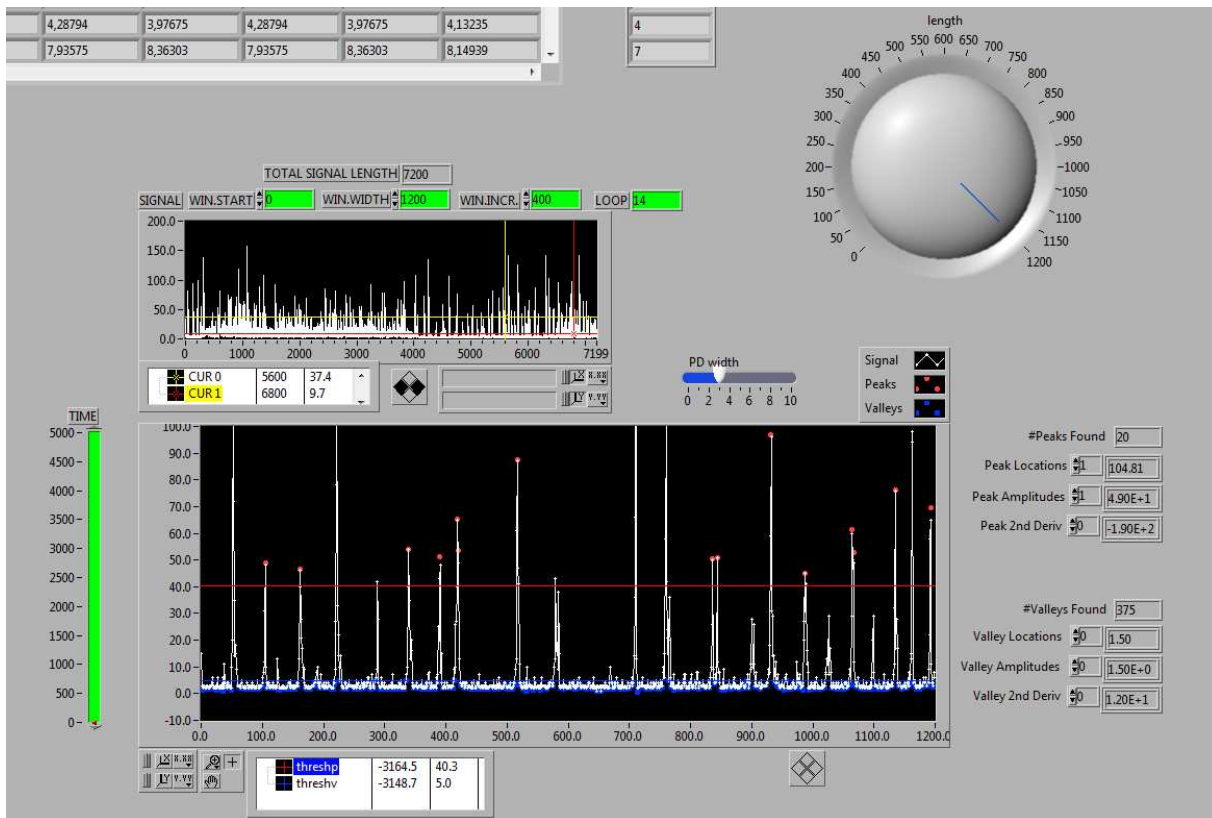 4,28794 3,97675 4,28794 3,97675 4,13235
7,93575 8,36303 7,93575 8,36303 8,14939
4
7
length
0 50 100 150 200 250 300 350 400 450 500 550 600 650 700 750 800 850 900 950 1000 1050 1100 1150 1200
TOTAL SIGNAL LENGTH 7200
SIGNAL WIN.START 0 WIN.WIDTH 1200 WIN.INCR. 400 LOOP 14
200.0
150.0
100.0
50.0
0.0
0 1000 2000 3000 4000 5000 6000 7199
CUR 0 5600 37.4
CUR 1 6800 9.7
X.XX
Y.YY
PD width
0 2 4 6 8 10
Signal
Peaks
Valleys
TIME
5000
4500
4000
3500
3000
2500
2000
1500
1000
500
0
100.0
90.0
80.0
70.0
60.0
50.0
40.0
30.0
20.0
10.0
0.0
-10.0
0.0 100.0 200.0 300.0 400.0 500.0 600.0 700.0 800.0 900.0 1000.0 1100.0 1200.0
#Peaks Found 20
Peak Locations 1 104.81
Peak Amplitudes 1 4.90E+1
Peak 2nd Deriv 0 -1.90E+2
#Valleys Found 375
Valley Locations 0 1.50
Valley Amplitudes 0 1.50E+0
Valley 2nd Deriv 0 1.20E+1
X X.XX
Y Y.YY
threshp -3164.5 40.3
threshv -3148.7 5.0